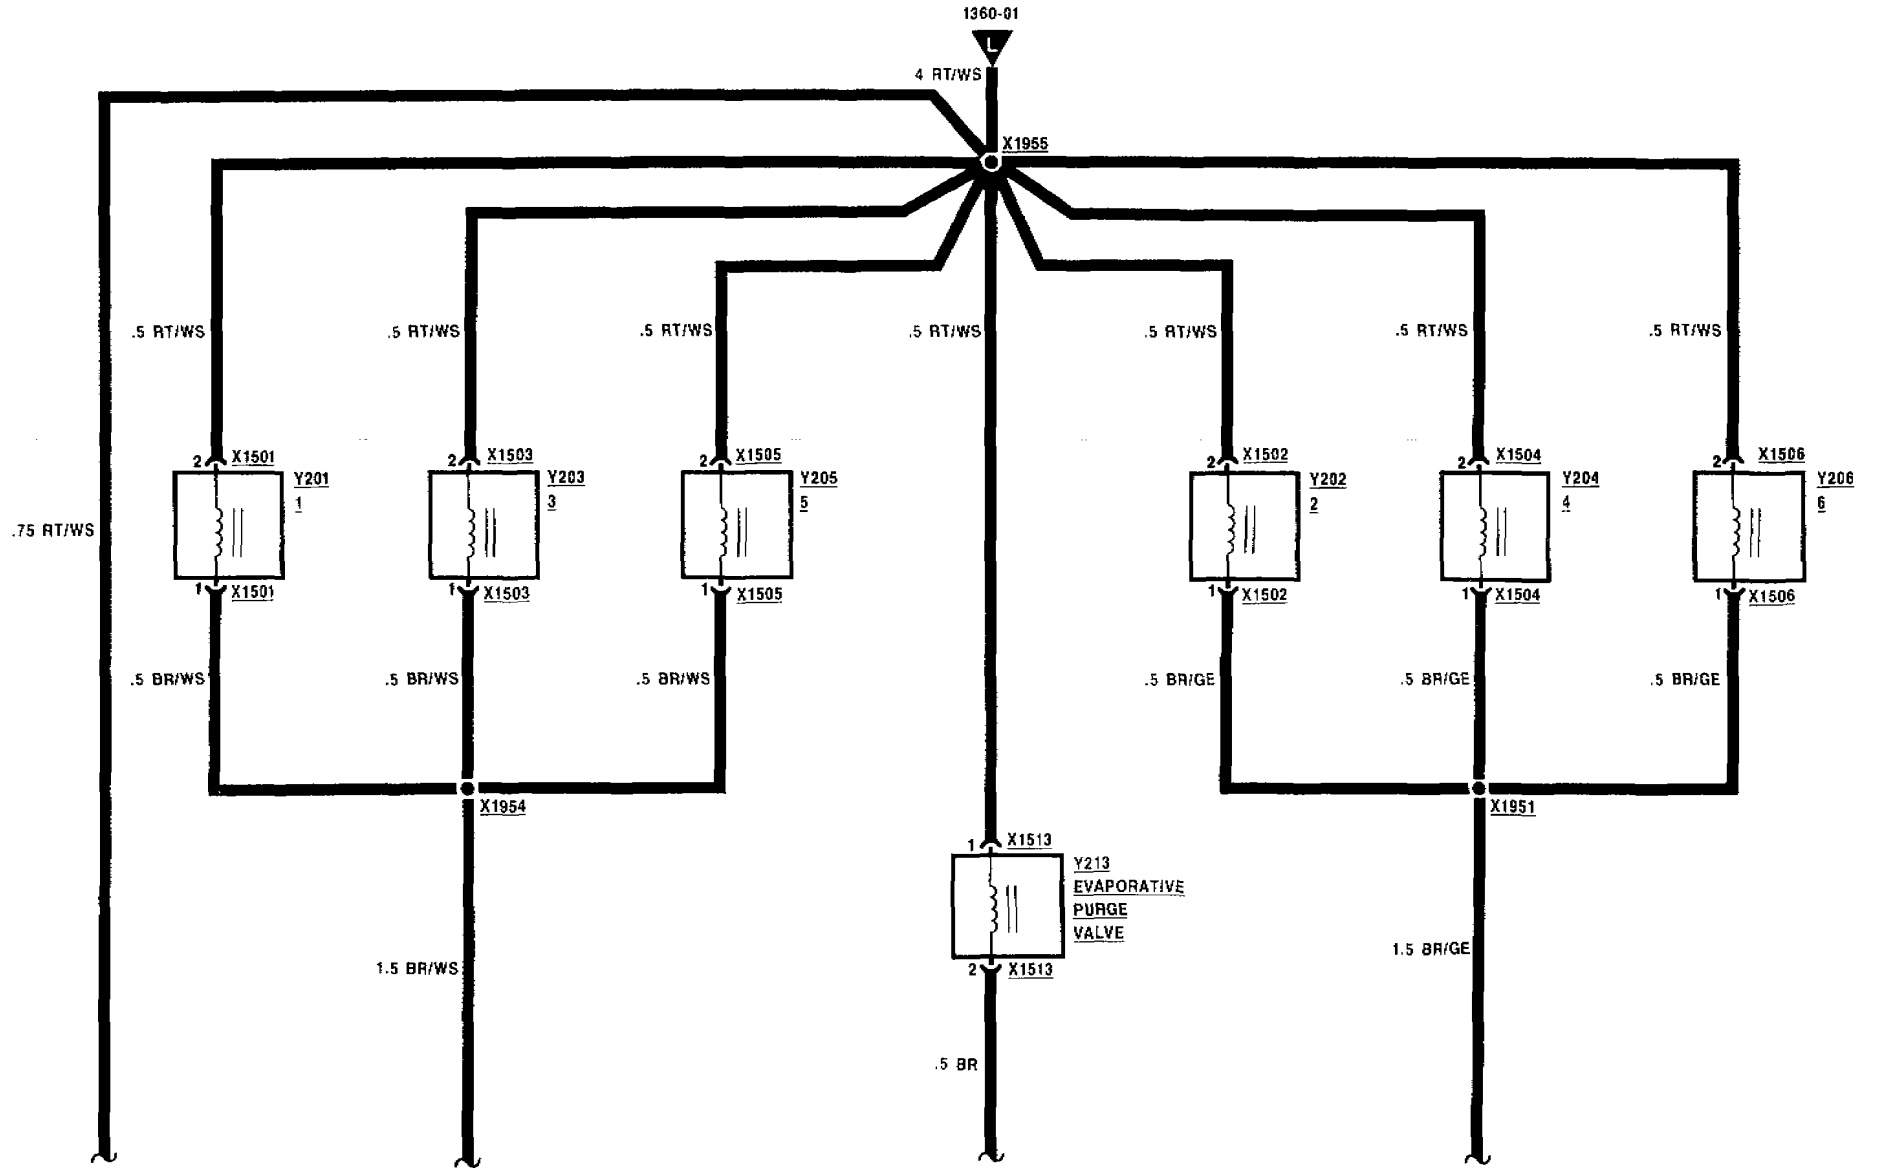 1360-01
L
4 RT/WS
X1955
.5 RT/WS
.5 RT/WS
.5 RT/WS
.5 RT/WS
.5 RT/WS
.5 RT/WS
.5 RT/WS
2 X1501
2 X1503
2 X1505
2 X1502
2 X1504
2 X1506
Y201
1
Y203
3
Y205
5
Y202
2
Y204
4
Y206
6
.75 RT/WS
1 X1501
1 X1503
1 X1505
1 X1502
1 X1504
1 X1506
.5 BR/WS
.5 BR/WS
.5 BR/WS
.5 BR/GE
.5 BR/GE
.5 BR/GE
X1954
X1951
1 X1513
Y213
EVAPORATIVE
PURGE
VALVE
2 X1513
1.5 BR/WS
1.5 BR/GE
.5 BR